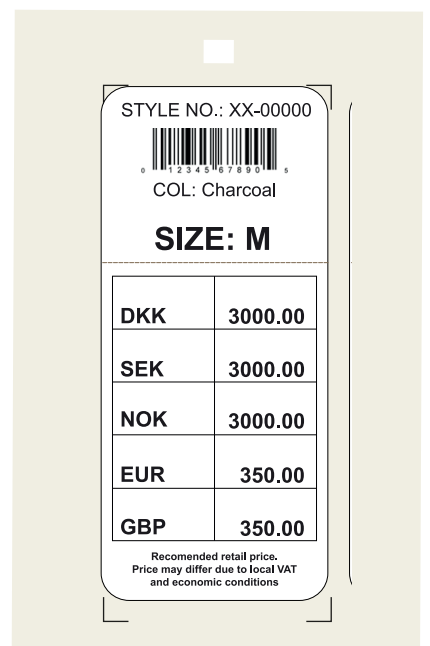 STYLE NO.: XX-00000
0 12345 67890 5
COL: Charcoal
SIZE: M
DKK 3000.00
SEK 3000.00
NOK 3000.00
EUR 350.00
GBP 350.00
Recomended retail price.
Price may differ due to local VAT
and economic conditions